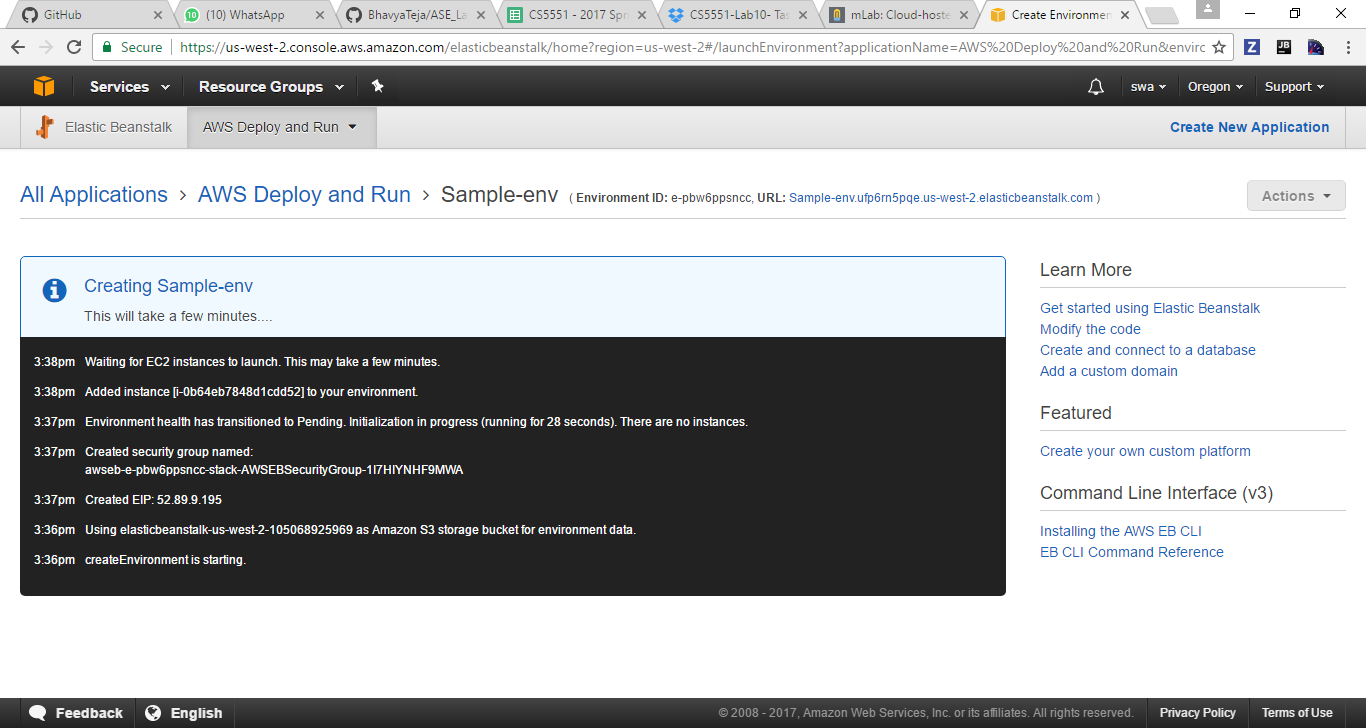 GitHub
(10) WhatsApp
BhavyaTeja/ASE_La
CS5551 - 2017 Spr
CS5551-Lab10- Tas
mLab: Cloud-hoste
Create Environmen
Secure
https://us-west-2.console.aws.amazon.com/elasticbeanstalk/home?region=us-west-2#/launchEnvironment?applicationName=AWS%20Deploy%20and%20Run&enviro
Services
Resource Groups
swa
Oregon
Support
Elastic Beanstalk
AWS Deploy and Run
Create New Application
All Applications > AWS Deploy and Run > Sample-env ( Environment ID: e-pbw6ppsncc, URL: Sample-env.ufp6rn5pqe.us-west-2.elasticbeanstalk.com )
Actions
Creating Sample-env
This will take a few minutes....
3:38pm Waiting for EC2 instances to launch. This may take a few minutes.
3:38pm Added instance [i-0b64eb7848d1cdd52] to your environment.
3:37pm Environment health has transitioned to Pending. Initialization in progress (running for 28 seconds). There are no instances.
3:37pm Created security group named:
awseb-e-pbw6ppsncc-stack-AWSEBSecurityGroup-1I7HIYNHF9MWA
3:37pm Created EIP: 52.89.9.195
3:36pm Using elasticbeanstalk-us-west-2-105068925969 as Amazon S3 storage bucket for environment data.
3:36pm createEnvironment is starting.
Learn More
Get started using Elastic Beanstalk
Modify the code
Create and connect to a database
Add a custom domain
Featured
Create your own custom platform
Command Line Interface (v3)
Installing the AWS EB CLI
EB CLI Command Reference
Feedback
English
© 2008 - 2017, Amazon Web Services, Inc. or its affiliates. All rights reserved.
Privacy Policy
Terms of Use